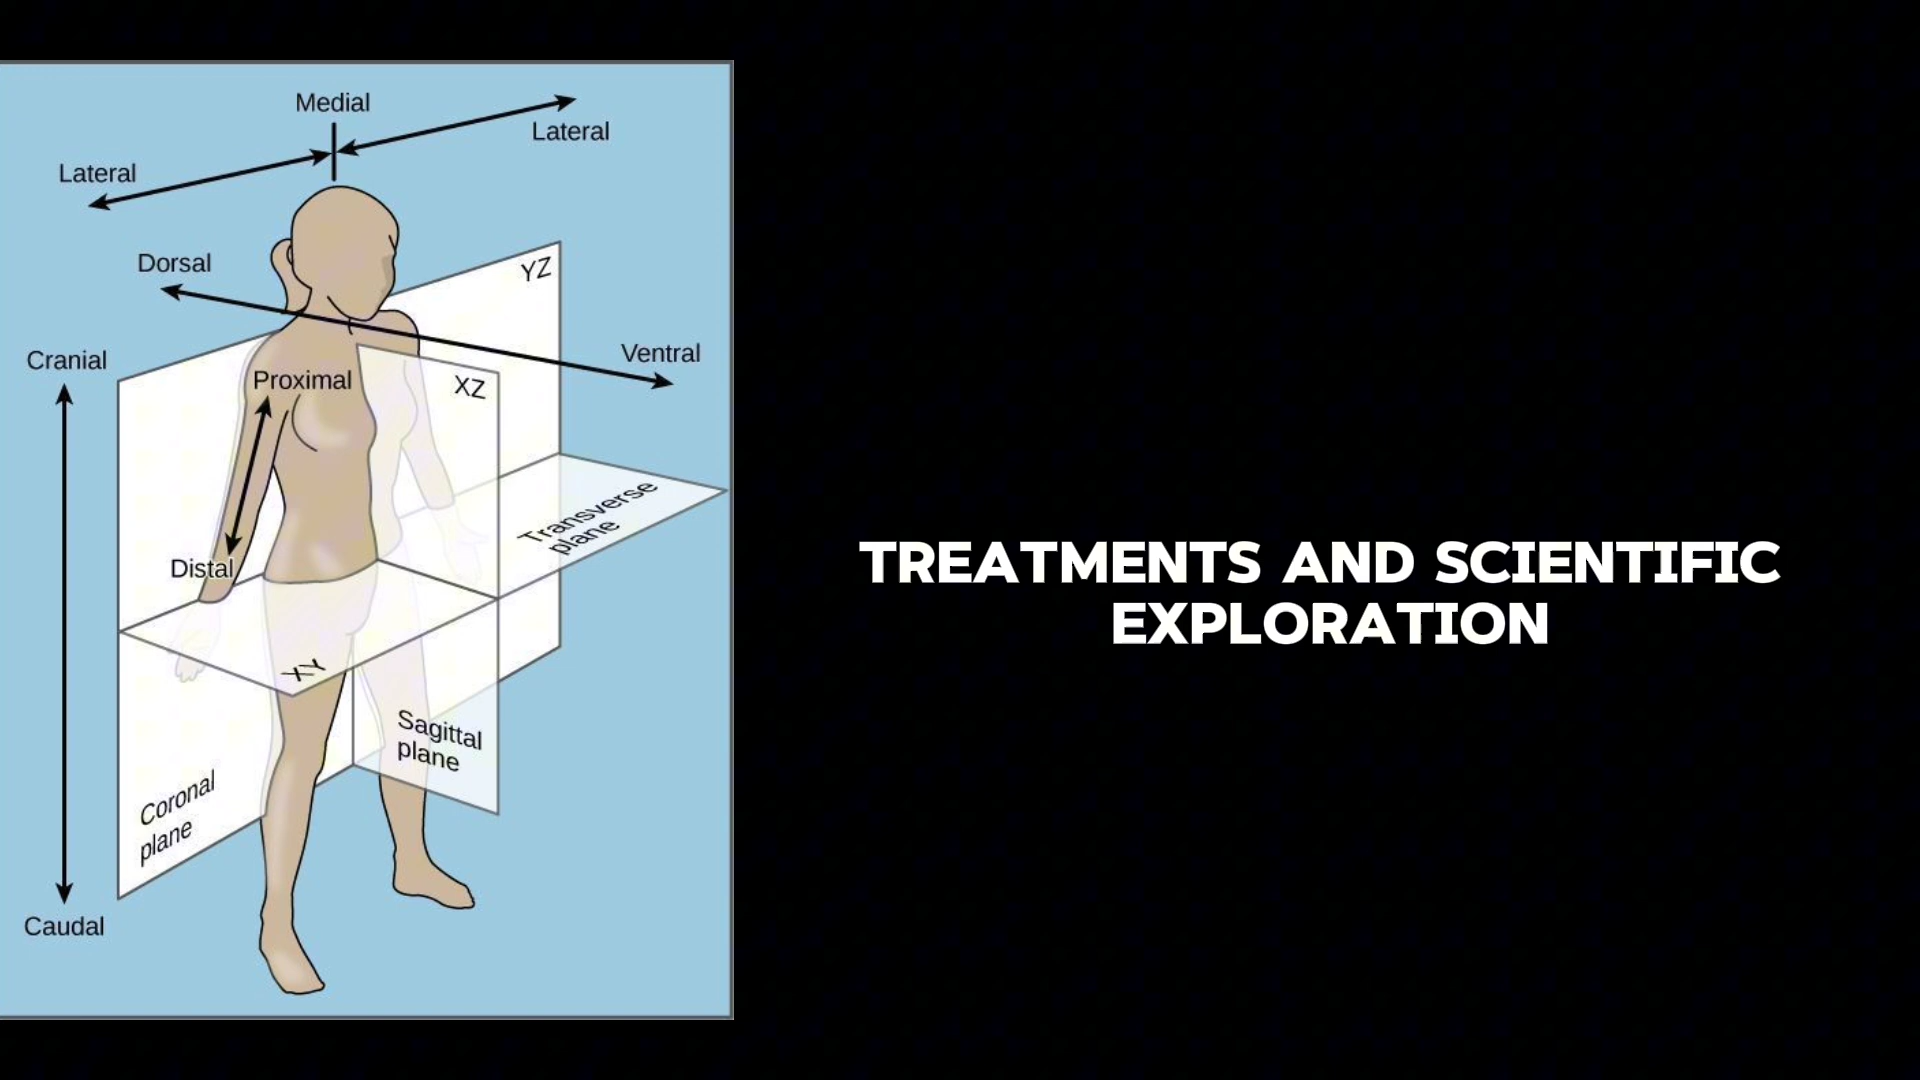 Medial
Lateral
Lateral
Dorsal
YZ
Ventral
Cranial
Proximal
XZ
Transverse
plane
Distal
XY
Sagittal
plane
Coronal
plane
Caudal
TREATMENTS AND SCIENTIFIC
EXPLORATION